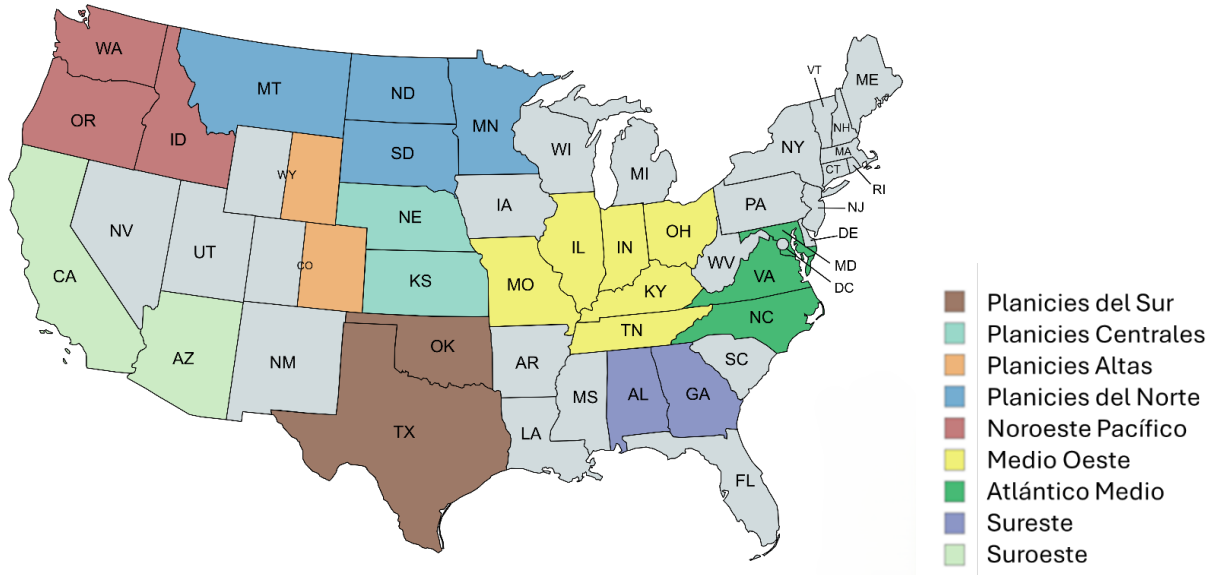 WA
MT
ND
MN
OR
ID
SD
WY
WI
MI
VT
ME
NH
NY
MA
CT
RI
NJ
PA
DE
MD
DC
NV
UT
CO
NE
IA
KS
IL
IN
OH
WV
VA
MO
KY
NC
TN
CA
AZ
NM
OK
AR
SC
TX
LA
MS
AL
GA
FL
Planicies del Sur
Planicies Centrales
Planicies Altas
Planicies del Norte
Noroeste Pacífico
Medio Oeste
Atlántico Medio
Sureste
Suroeste